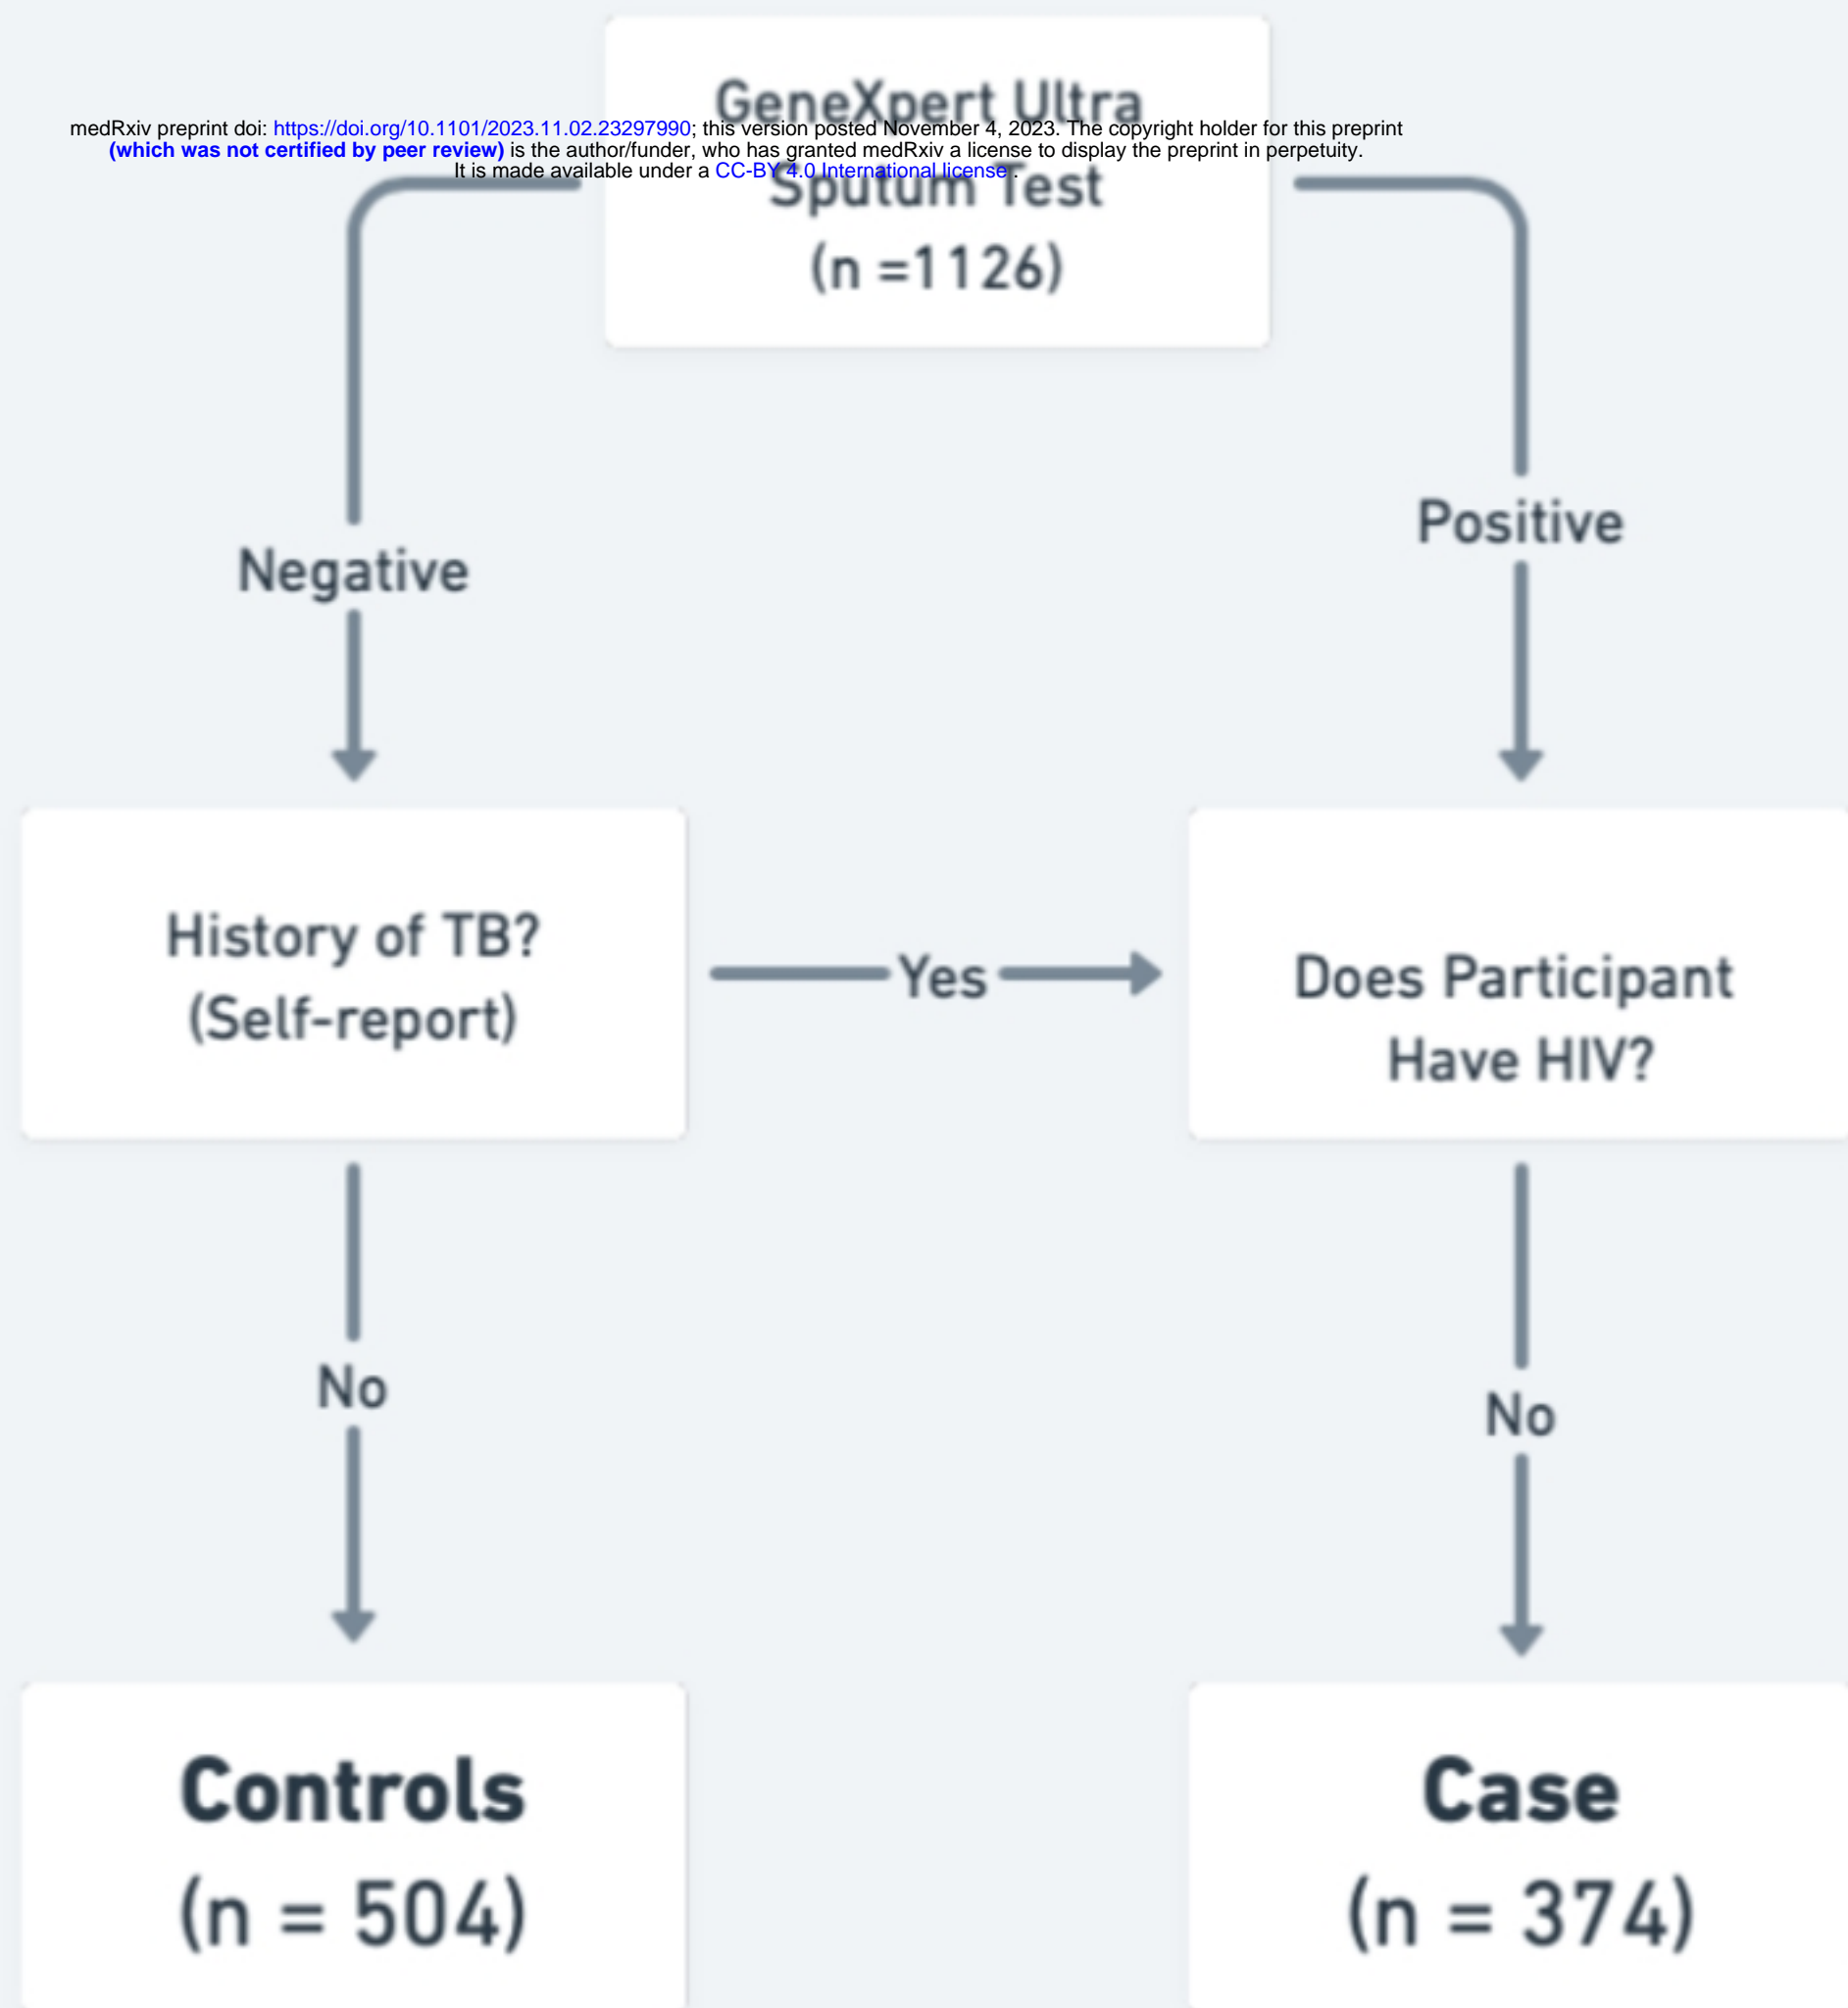 GeneXpert Ultra
medRxiv preprint doi: https://doi.org/10.1101/2023.11.02.23297990; this version posted November 4, 2023. The copyright holder for this preprint
(which was not certified by peer review) is the author/funder, who has granted medRxiv a license to display the preprint in perpetuity.
It is made available under a CC-BY 4.0 International license .
Sputum Test
(n =1126)
Negative
Positive
History of TB?
(Self-report)
Yes
Does Participant
Have HIV?
No
No
Controls
(n = 504)
Case
(n = 374)